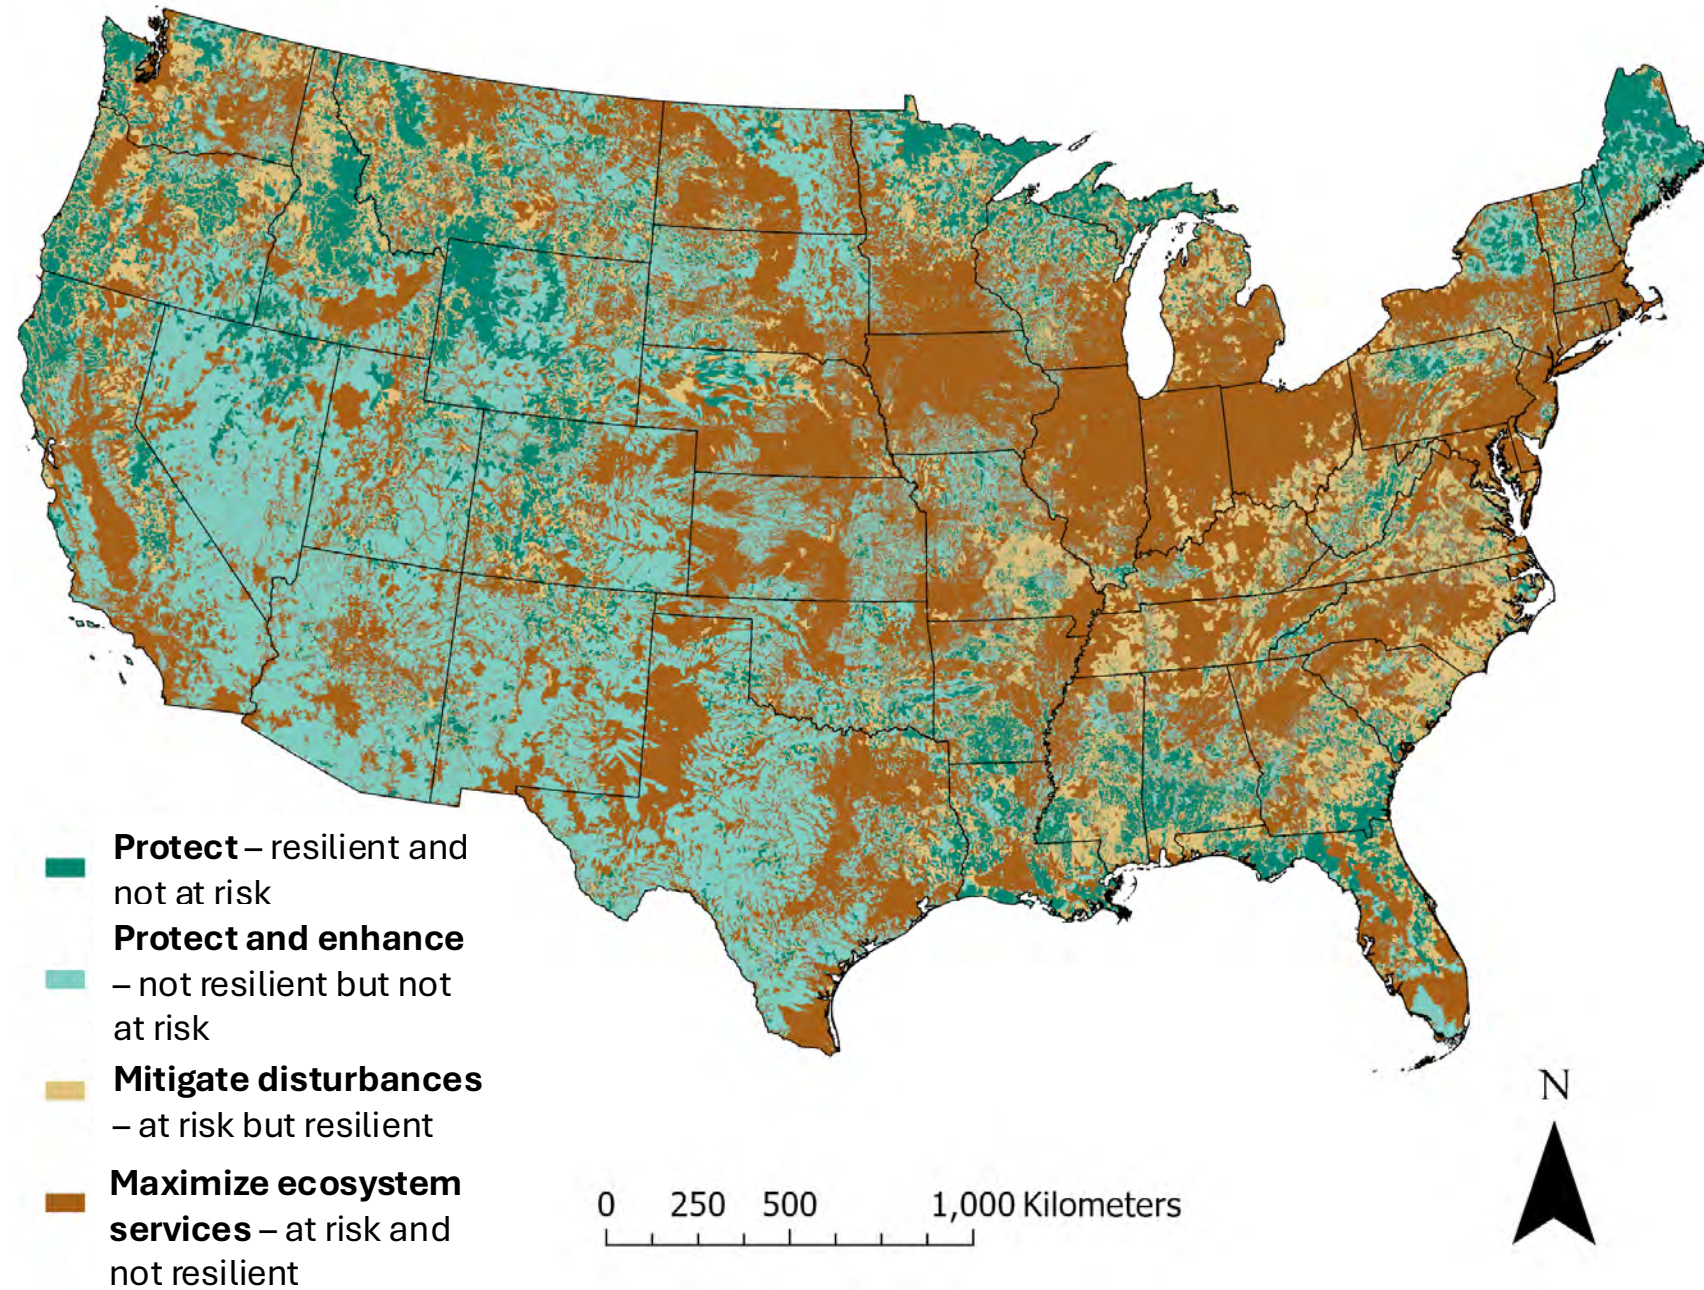 Protect – resilient and
not at risk
Protect and enhance
– not resilient but not
at risk
Mitigate disturbances
– at risk but resilient
Maximize ecosystem
services – at risk and
not resilient
0 250 500 1,000 Kilometers
N